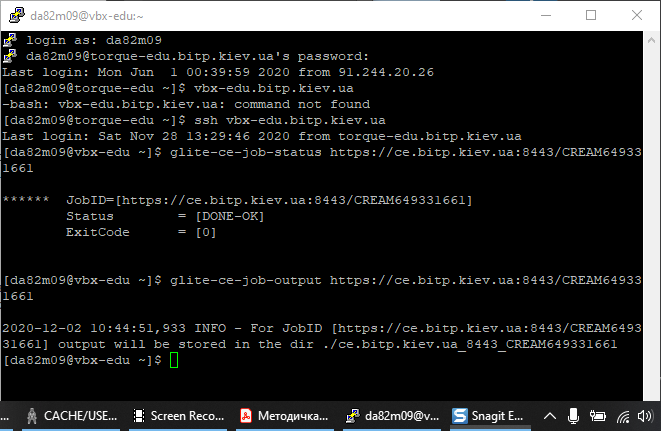 da82m09@vbx-edu:~
login as: da82m09
da82m09@torque-edu.bitp.kiev.ua's password:
Last login: Mon Jun  1 00:39:59 2020 from 91.244.20.26
[da82m09@vbx-edu ~]$ vbx-edu.bitp.kiev.ua
-bash: vbx-edu.bitp.kiev.ua: command not found
[da82m09@vbx-edu ~]$ ssh vbx-edu.bitp.kiev.ua
Last login: Sat Nov 28 13:29:46 2020 from torque-edu.bitp.kiev.ua
[da82m09@vbx-edu ~]$ glite-ce-job-status https://ce.bitp.kiev.ua:8443/CREAM64933
1661
******  JobID=[https://ce.bitp.kiev.ua:8443/CREAM649331661]
Status        = [DONE-OK]
ExitCode      = [0]
[da82m09@vbx-edu ~]$ glite-ce-job-output https://ce.bitp.kiev.ua:8443/CREAM64933
1661
2020-12-02 10:44:51,933 INFO - For JobID [https://ce.bitp.kiev.ua:8443/CREAM6493
31661] output will be stored in the dir ./ce.bitp.kiev.ua_8443_CREAM649331661
[da82m09@vbx-edu ~]$
... CACHE/USE... Screen Reco... Методичка... da82m09@v... Snagit E...